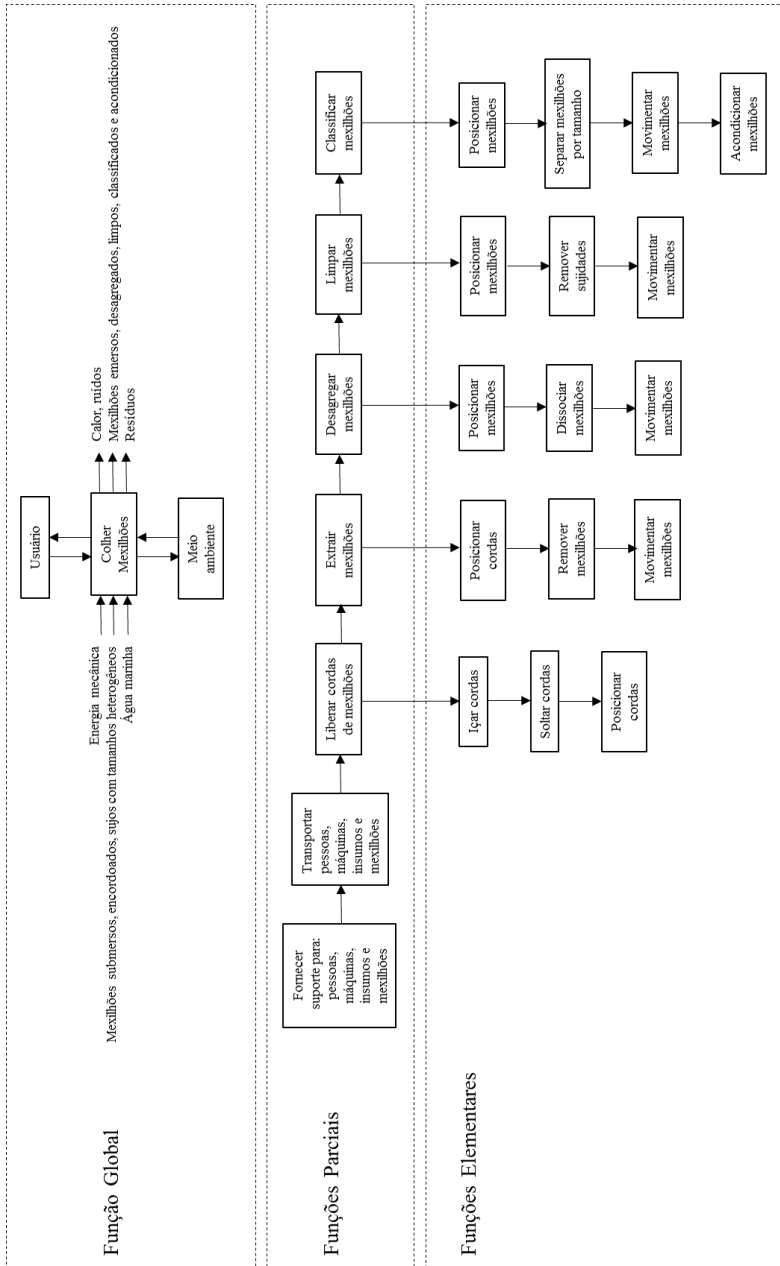 Função Global
Usuário
Energia mecânica
Mexilhões submersos, encordoados, sujos com tamanhos heterogêneos
Água marinha
Colher
Mexilhões
Calor, ruídos
Mexilhões emersos, desagregados, limpos, classificados e acondicionados
Resíduos
Meio
ambiente
Funções Parciais
Fornecer
suporte para:
pessoas,
máquinas,
insumos e
mexilhões
Transportar
pessoas,
máquinas,
insumos e
mexilhões
Liberar cordas
de mexilhões
Extrair
mexilhões
Desagregar
mexilhões
Limpar
mexilhões
Classificar
mexilhões
Funções Elementares
Içar cordas
Soltar cordas
Posicionar
cordas
Posicionar
cordas
Remover
mexilhões
Movimentar
mexilhões
Posicionar
mexilhões
Dissociar
mexilhões
Movimentar
mexilhões
Posicionar
mexilhões
Remover
sujidades
Movimentar
mexilhões
Posicionar
mexilhões
Separar mexilhões
por tamanho
Movimentar
mexilhões
Acondicionar
mexilhões